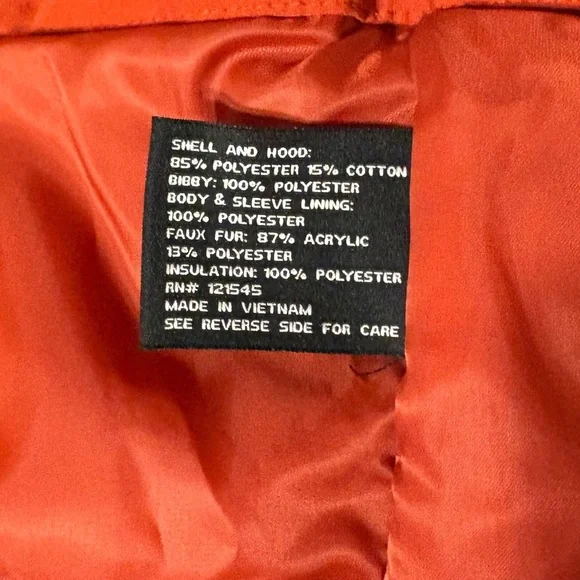 SHELL AND HOOD:
85% POLYESTER 15% COTTON
BIBBY: 100% POLYESTER
BODY & SLEEVE LINING:
100% POLYESTER
FAUX FUR: 87% ACRYLIC
13% POLYESTER
INSULATION: 100% POLYESTER
RN# 121545
MADE IN VIETNAM
SEE REVERSE SIDE FOR CARE